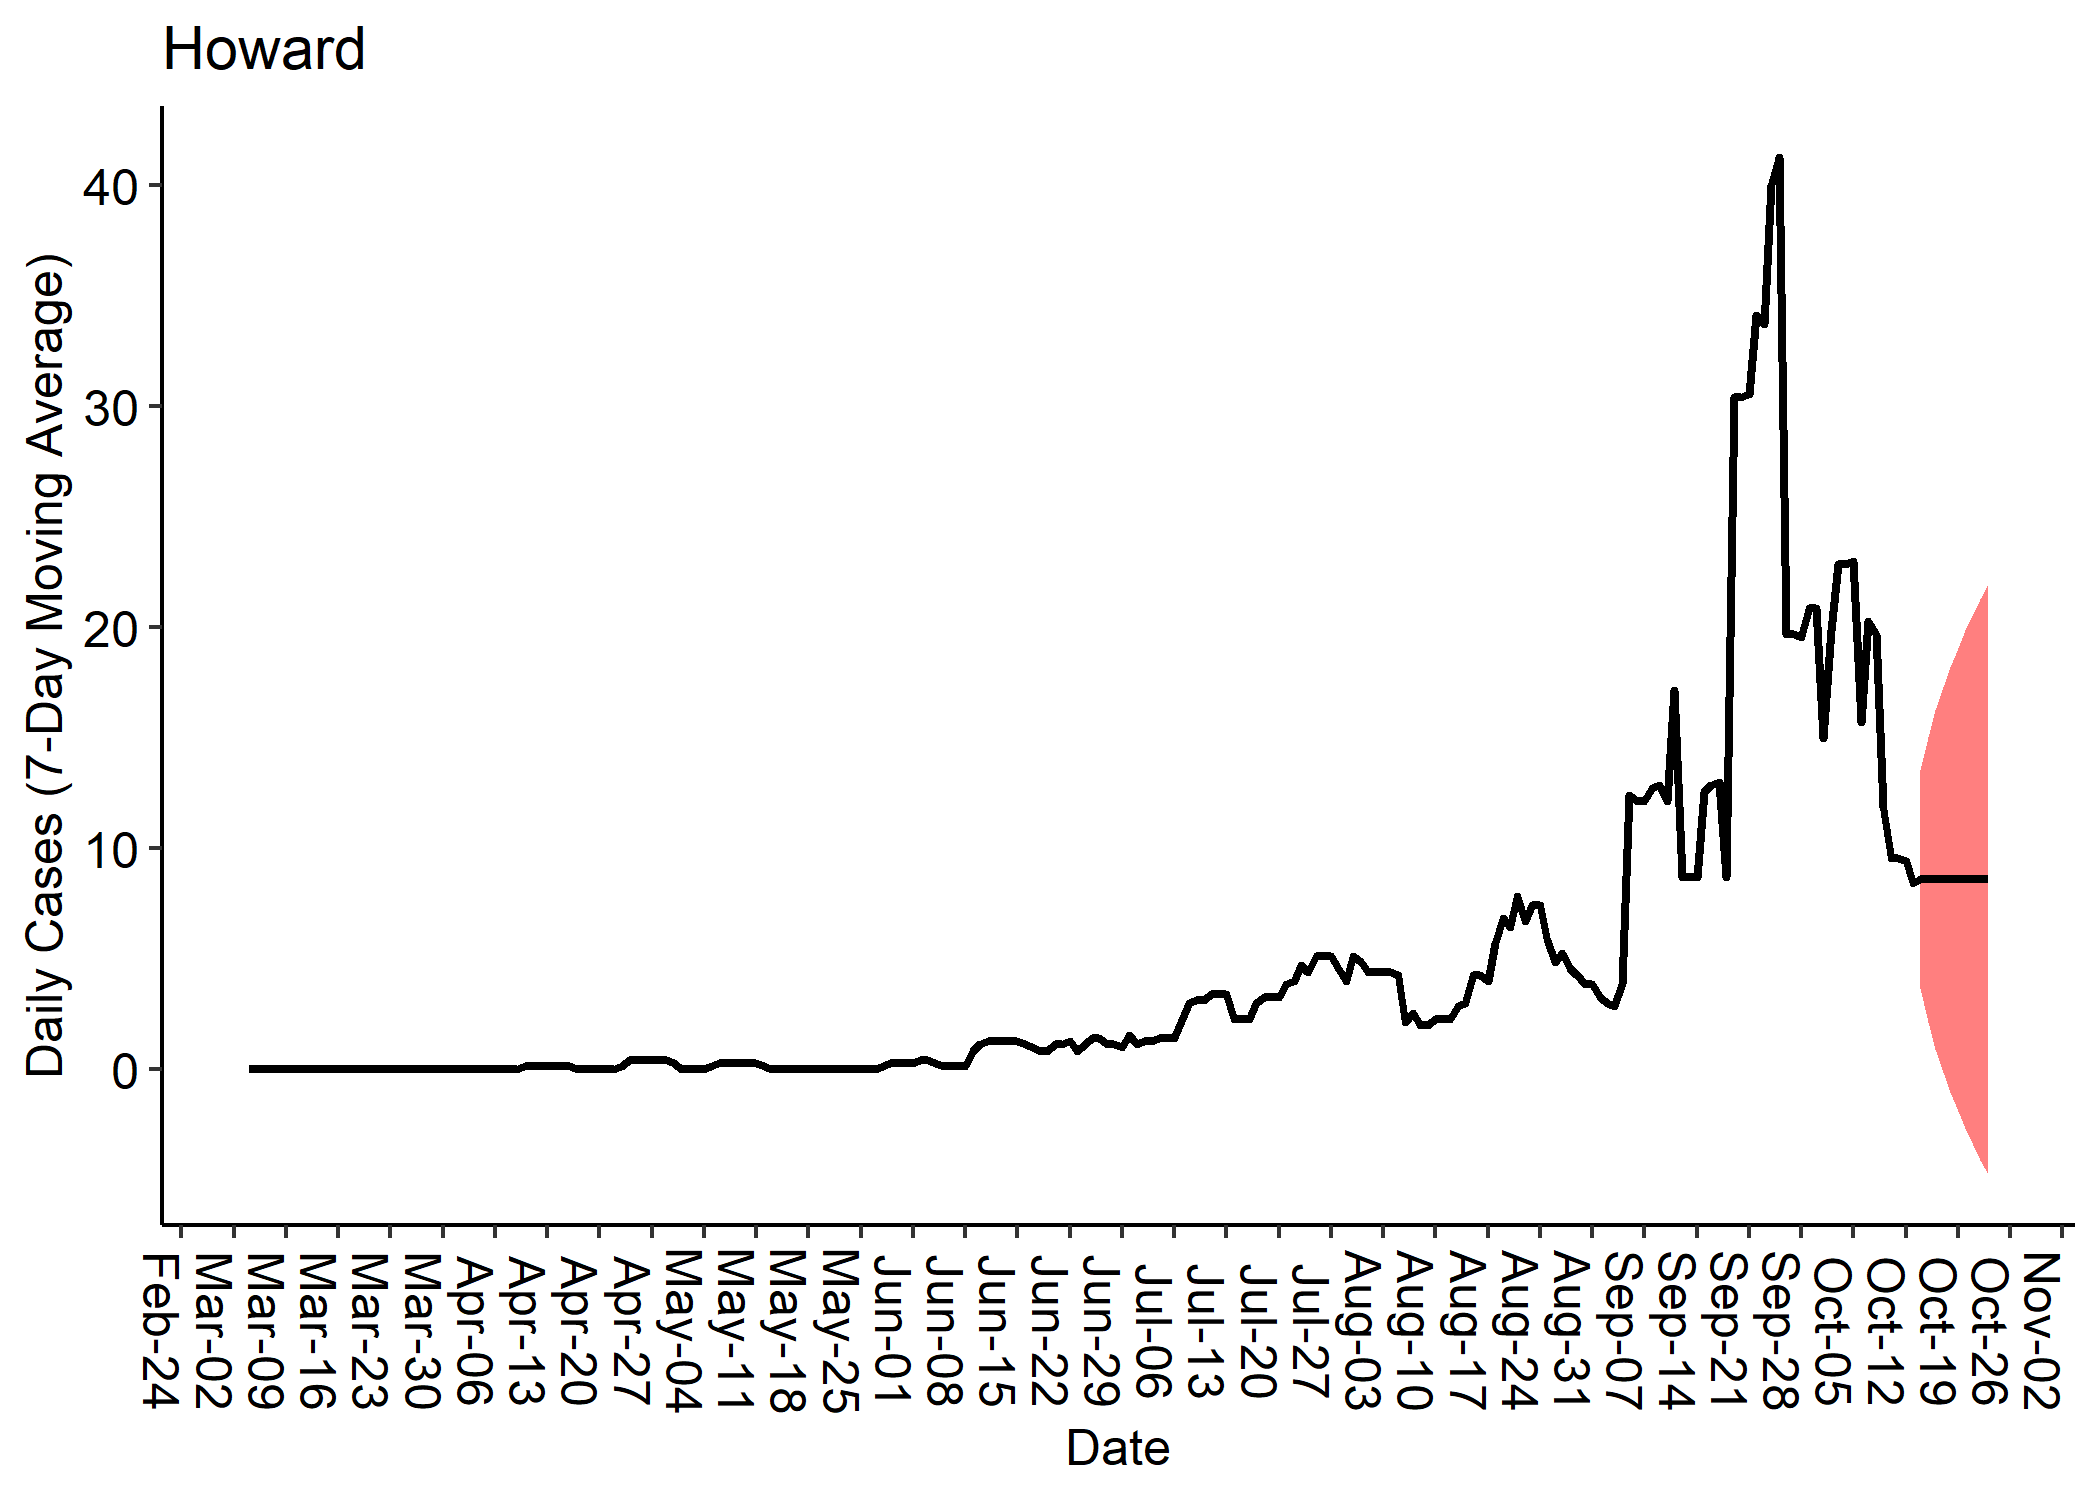 Howard
Daily Cases (7-Day Moving Average)
40
30
20
10
0
Feb-24
Mar-02
Mar-09
Mar-16
Mar-23
Mar-30
Apr-06
Apr-13
Apr-20
Apr-27
May-04
May-11
May-18
May-25
Jun-01
Jun-08
Jun-15
Jun-22
Jun-29
Jul-06
Jul-13
Jul-20
Jul-27
Aug-03
Aug-10
Aug-17
Aug-24
Aug-31
Sep-07
Sep-14
Sep-21
Sep-28
Oct-05
Oct-12
Oct-19
Oct-26
Nov-02
Date